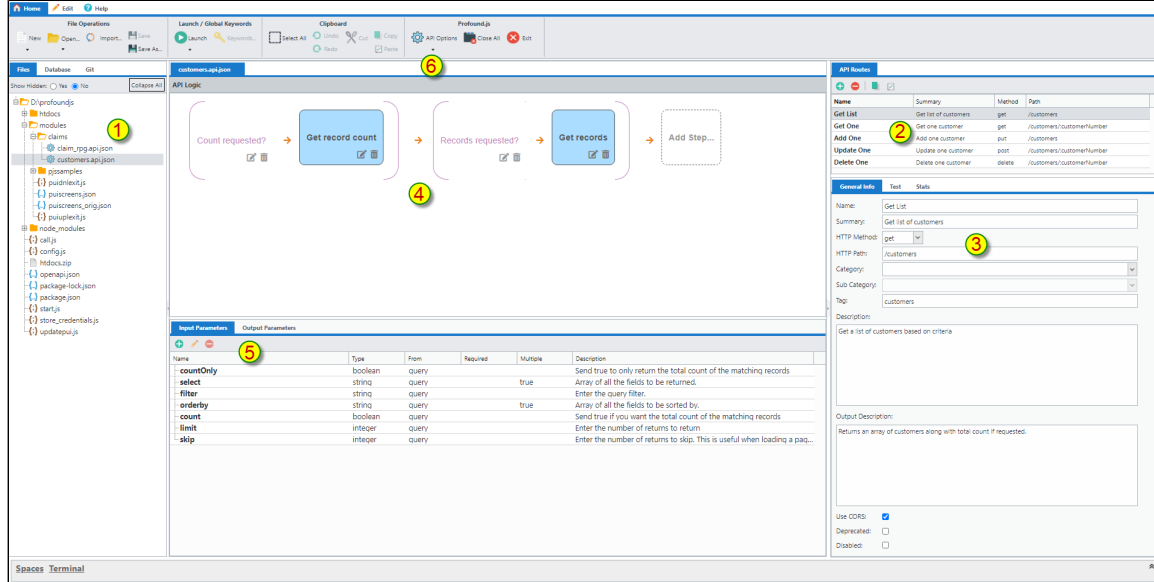 Home Edit Help
File Operations Launch / Global Keywords Clipboard Profound.js
New Open... Import... Save Save As... Launch Keywords... Select All Undo Redo Cut Copy Paste API Options Close All Exit
6
Files Database Git
Show Hidden: Yes No Collapse All
D:\profoundjs
htdocs
modules
claims
1
claim_rpg.api.json
customers.api.json
pjssamples
puidnlexit.js
puiscreens.json
puiscreens_orig.json
puiuplexit.js
node_modules
call.js
config.js
htdocs.zip
openapi.json
package-lock.json
package.json
start.js
store_credentials.js
updatepui.js
customers.api.json
API Logic
Count requested?
Get record count
Records requested?
Get records
Add Step...
4
Input Parameters Output Parameters
5
Name Type From Required Multiple Description
countOnly boolean query Send true to only return the total count of the matching records
select string query true Array of all the fields to be returned.
filter string query Enter the query filter.
orderby string query true Array of all the fields to be sorted by.
count boolean query Send true if you want the total count of the matching records
limit integer query Enter the number of returns to return
skip integer query Enter the number of returns to skip. This is useful when loading a pag...
API Routes
Name Summary Method Path
Get List Get list of customers get /customers
Get One Get one customer get /customers/:customerNumber
2
Add One Add one customer put /customers
Update One Update one customer post /customers/:customerNumber
Delete One Delete one customer delete /customers/:customerNumber
General Info Test Stats
Name: Get List
Summary: Get list of customers
HTTP Method: get
3
HTTP Path: /customers
Category:
Sub Category:
Tag: customers
Description:
Get a list of customers based on criteria
Output Description:
Returns an array of customers along with total count if requested.
Use CORS:
Deprecated:
Disabled:
Spaces Terminal